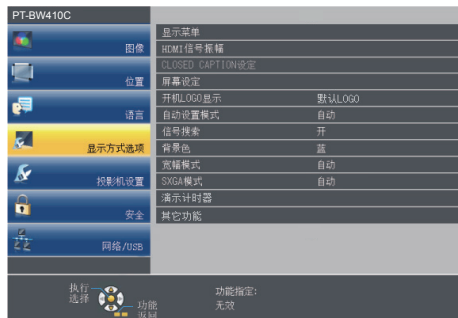 PT-BW410C
图像
位置
语言
显示方式选项
投影机设置
安全
网络/USB
显示菜单
HDMI信号振幅
CLOSED CAPTION设定
屏幕设定
开机LOGO显示 默认LOGO
自动设置模式 自动
信号搜索 开
背景色 蓝
宽幅模式 自动
SXGA模式 自动
演示计时器
其它功能
执行
选择
功能
返回
功能指定:
无效